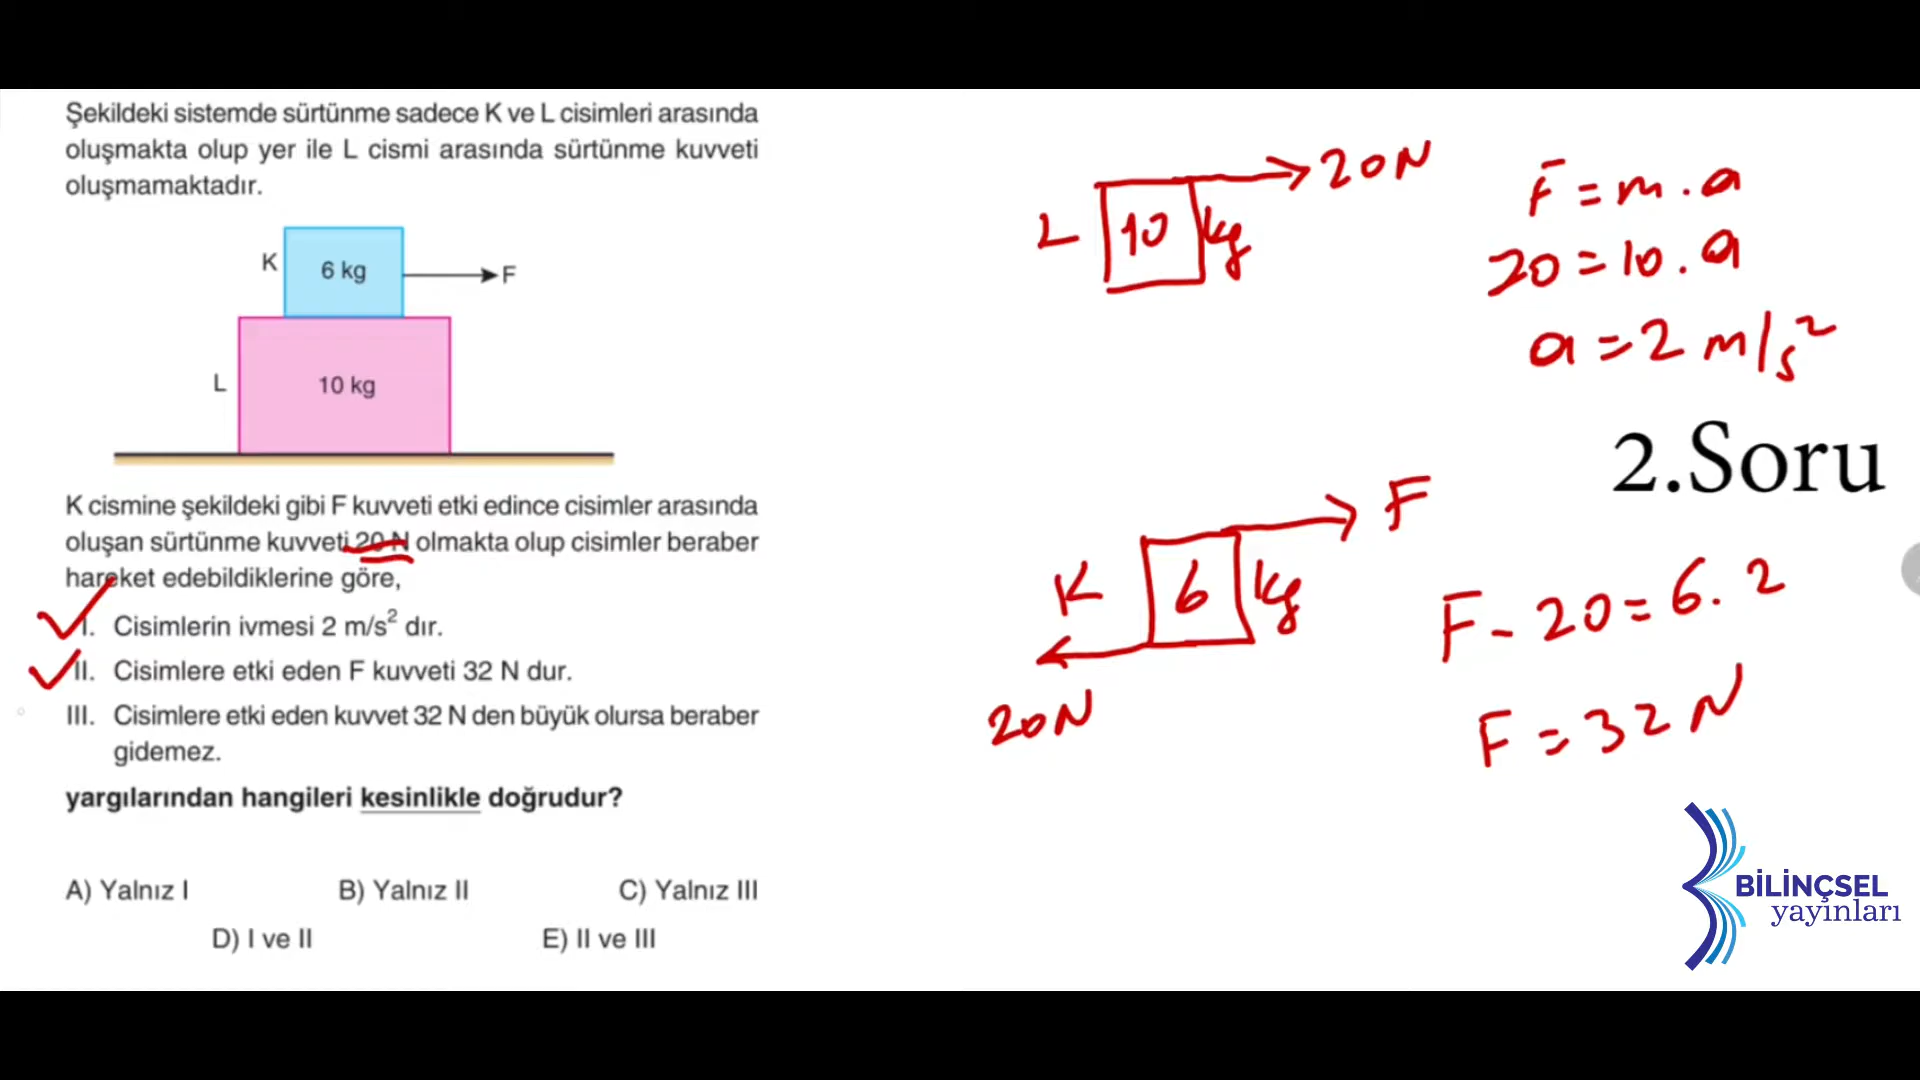 Şekildeki sistemde sürtünme sadece K ve L cisimleri arasında
oluşmakta olup yer ile L cismi arasında sürtünme kuvveti
oluşmamaktadır.
K
6 kg
F
L
10 kg
K cismine şekildeki gibi F kuvveti etki edince cisimler arasında
oluşan sürtünme kuvveti 20 N olmakta olup cisimler beraber
hareket edebildiklerine göre,
I. Cisimlerin ivmesi 2 m/s² dır.
II. Cisimlere etki eden F kuvveti 32 N dur.
III. Cisimlere etki eden kuvvet 32 N den büyük olursa beraber
gidemez.
yargılarından hangileri kesinlikle doğrudur?
A) Yalnız I B) Yalnız II C) Yalnız III
D) I ve II E) II ve III
L 10 kg 20N
F = m . a
20 = 10 . a
a = 2 m/s²
2.Soru
K 6 kg F
20N
F - 20 = 6 . 2
F = 32 N
BİLİNÇSEL
yayınları